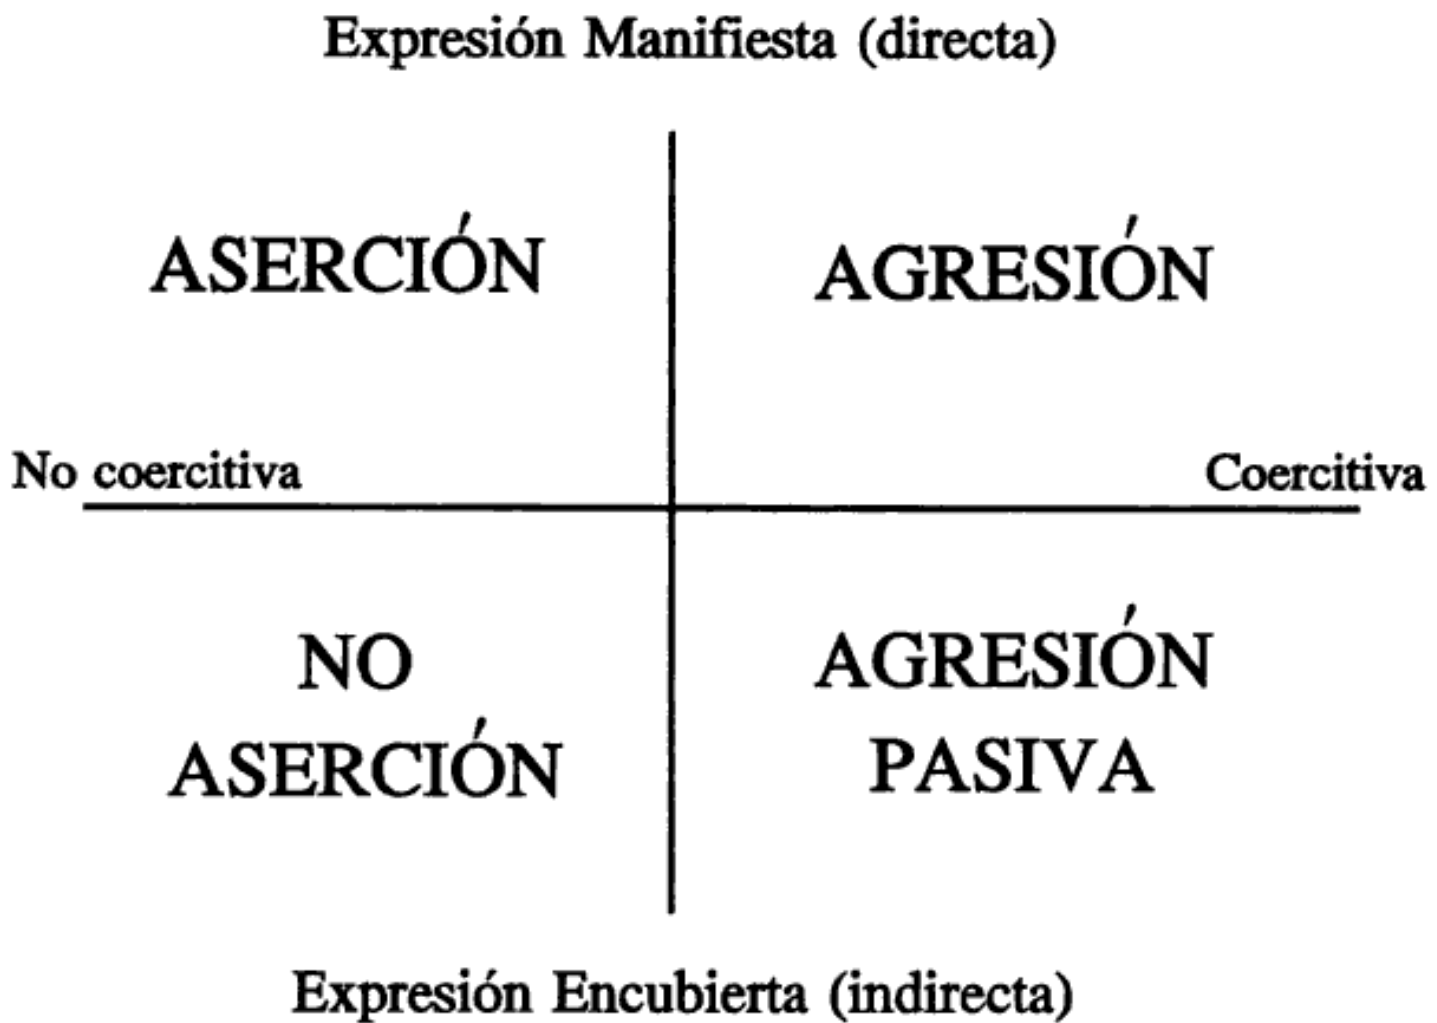 Expresión Manifiesta (directa)
ASERCIÓN
AGRESIÓN
No coercitiva
Coercitiva
NO
ASERCIÓN
AGRESIÓN
PASIVA
Expresión Encubierta (indirecta)